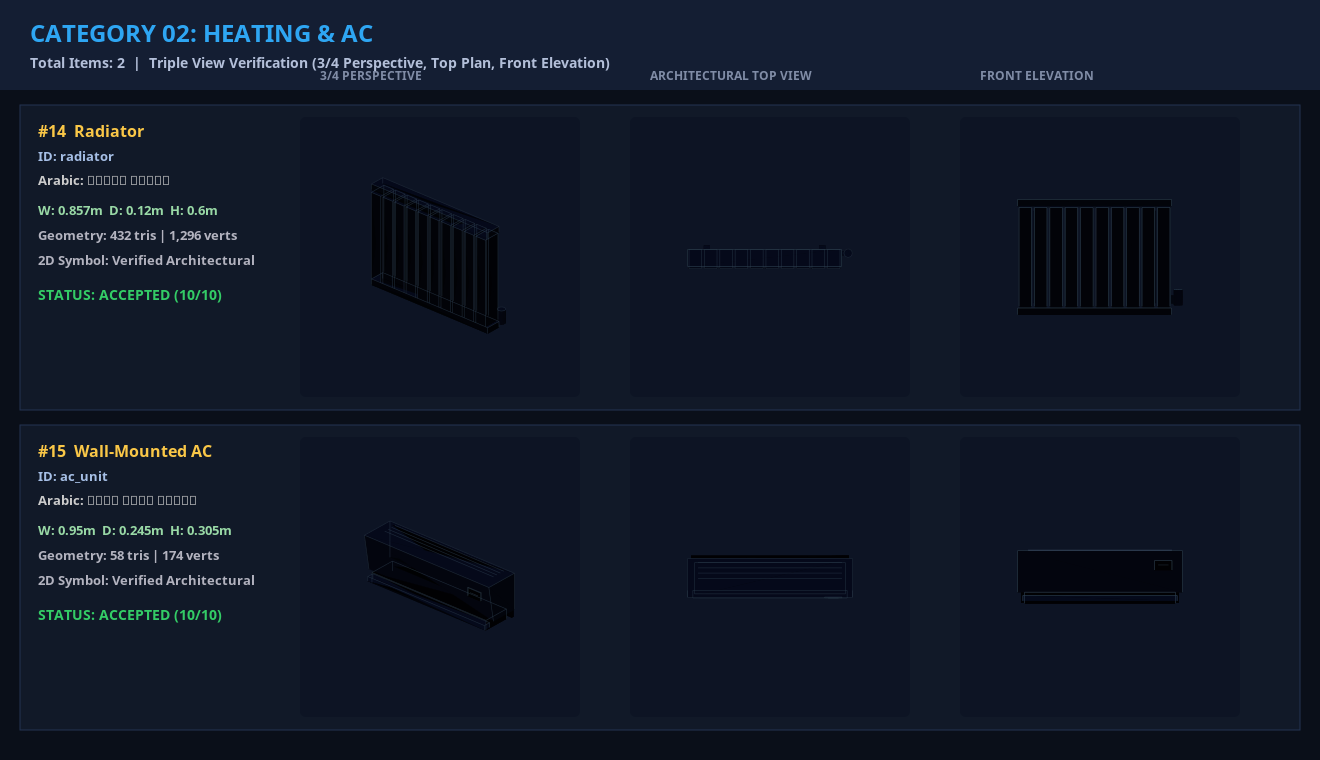 CATEGORY 02: HEATING & AC
Total Items: 2 | Triple View Verification (3/4 Perspective, Top Plan, Front Elevation)
3/4 PERSPECTIVE
ARCHITECTURAL TOP VIEW
FRONT ELEVATION
#14 Radiator
ID: radiator
Arabic:
W: 0.857m D: 0.12m H: 0.6m
Geometry: 432 tris | 1,296 verts
2D Symbol: Verified Architectural
STATUS: ACCEPTED (10/10)
#15 Wall-Mounted AC
ID: ac_unit
Arabic:
W: 0.95m D: 0.245m H: 0.305m
Geometry: 58 tris | 174 verts
2D Symbol: Verified Architectural
STATUS: ACCEPTED (10/10)